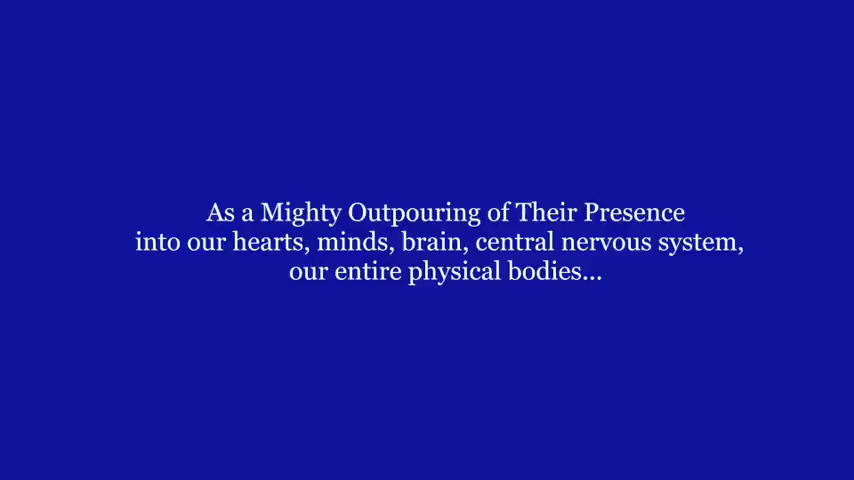 As a Mighty Outpouring of Their Presence
into our hearts, minds, brain, central nervous system,
our entire physical bodies...